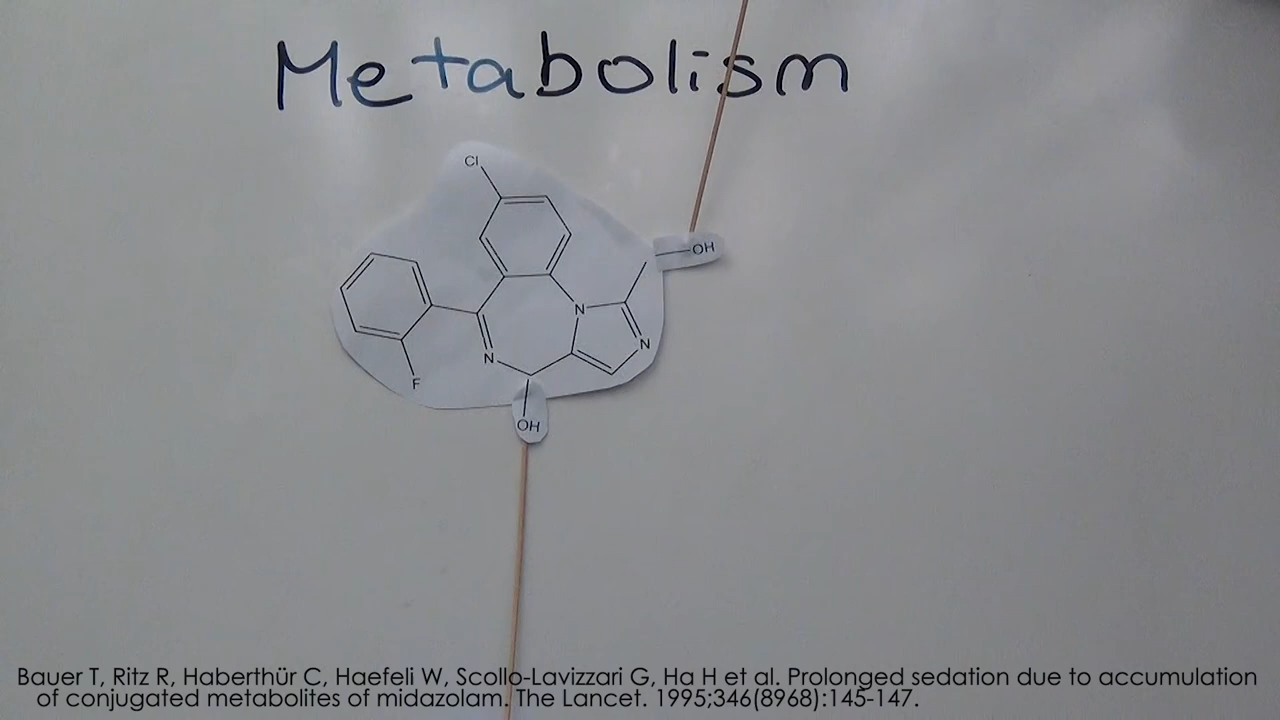 Metabolism
Cl
OH
N
N
N
F
OH
Bauer T, Ritz R, Haberthür C, Haefeli W, Scollo-Lavizzari G, Ha H et al. Prolonged sedation due to accumulation
of conjugated metabolites of midazolam. The Lancet. 1995;346(8968):145-147.